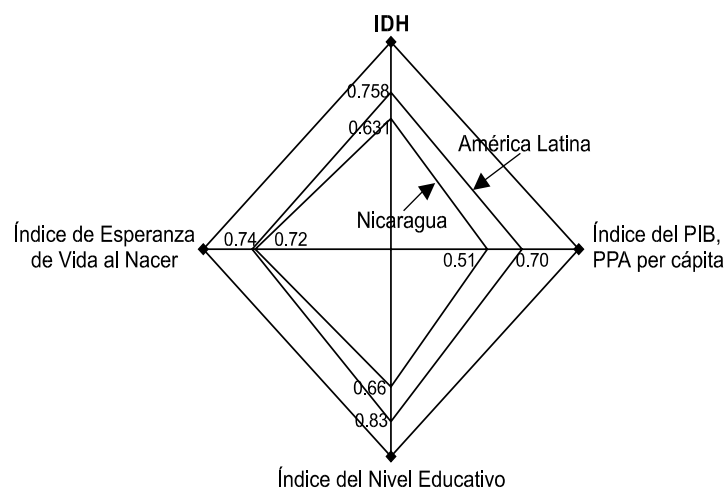 IDH
0.758
0.631
América Latina
Nicaragua
Índice de Esperanza
de Vida al Nacer
0.74
0.72
0.51
0.70
Índice del PIB,
PPA per cápita
0.66
0.83
Índice del Nivel Educativo